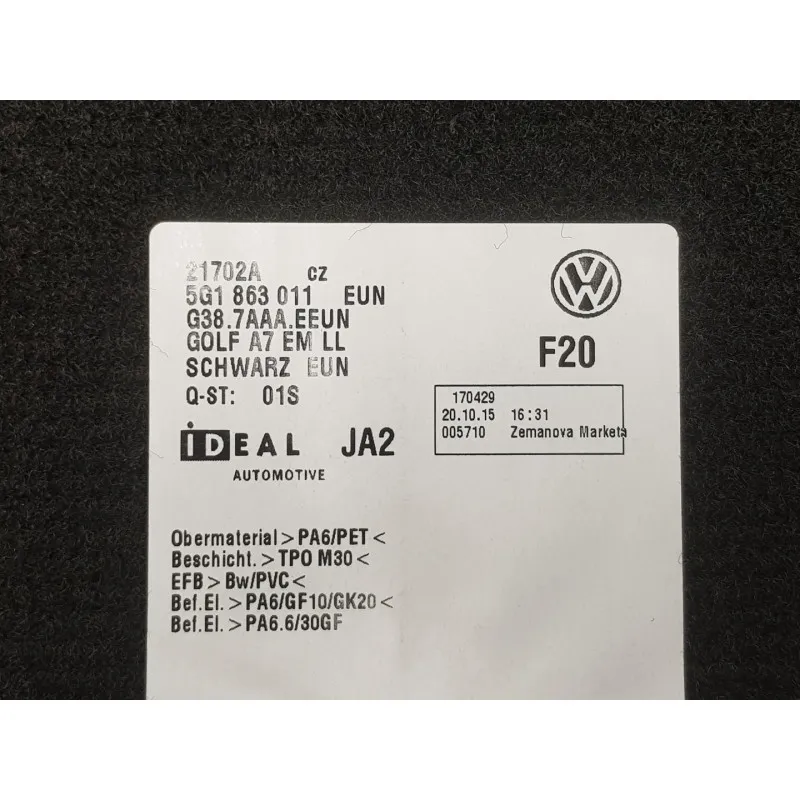 21702A cz
5G1 863 011 EUN
G38.7AAA.EEUN
GOLF A7 EM LL
SCHWARZ EUN
Q-ST: 01S
VW
F20
170429
20.10.15 16:31
005710 Zemanova Marketa
iDEAL JA2
AUTOMOTIVE
Obermaterial>PA6/PET<
Beschicht.>TPO M30<
EFB>Bw/PVC<
Bef.El.>PA6/GF10/GK20<
Bef.El.>PA6.6/30GF